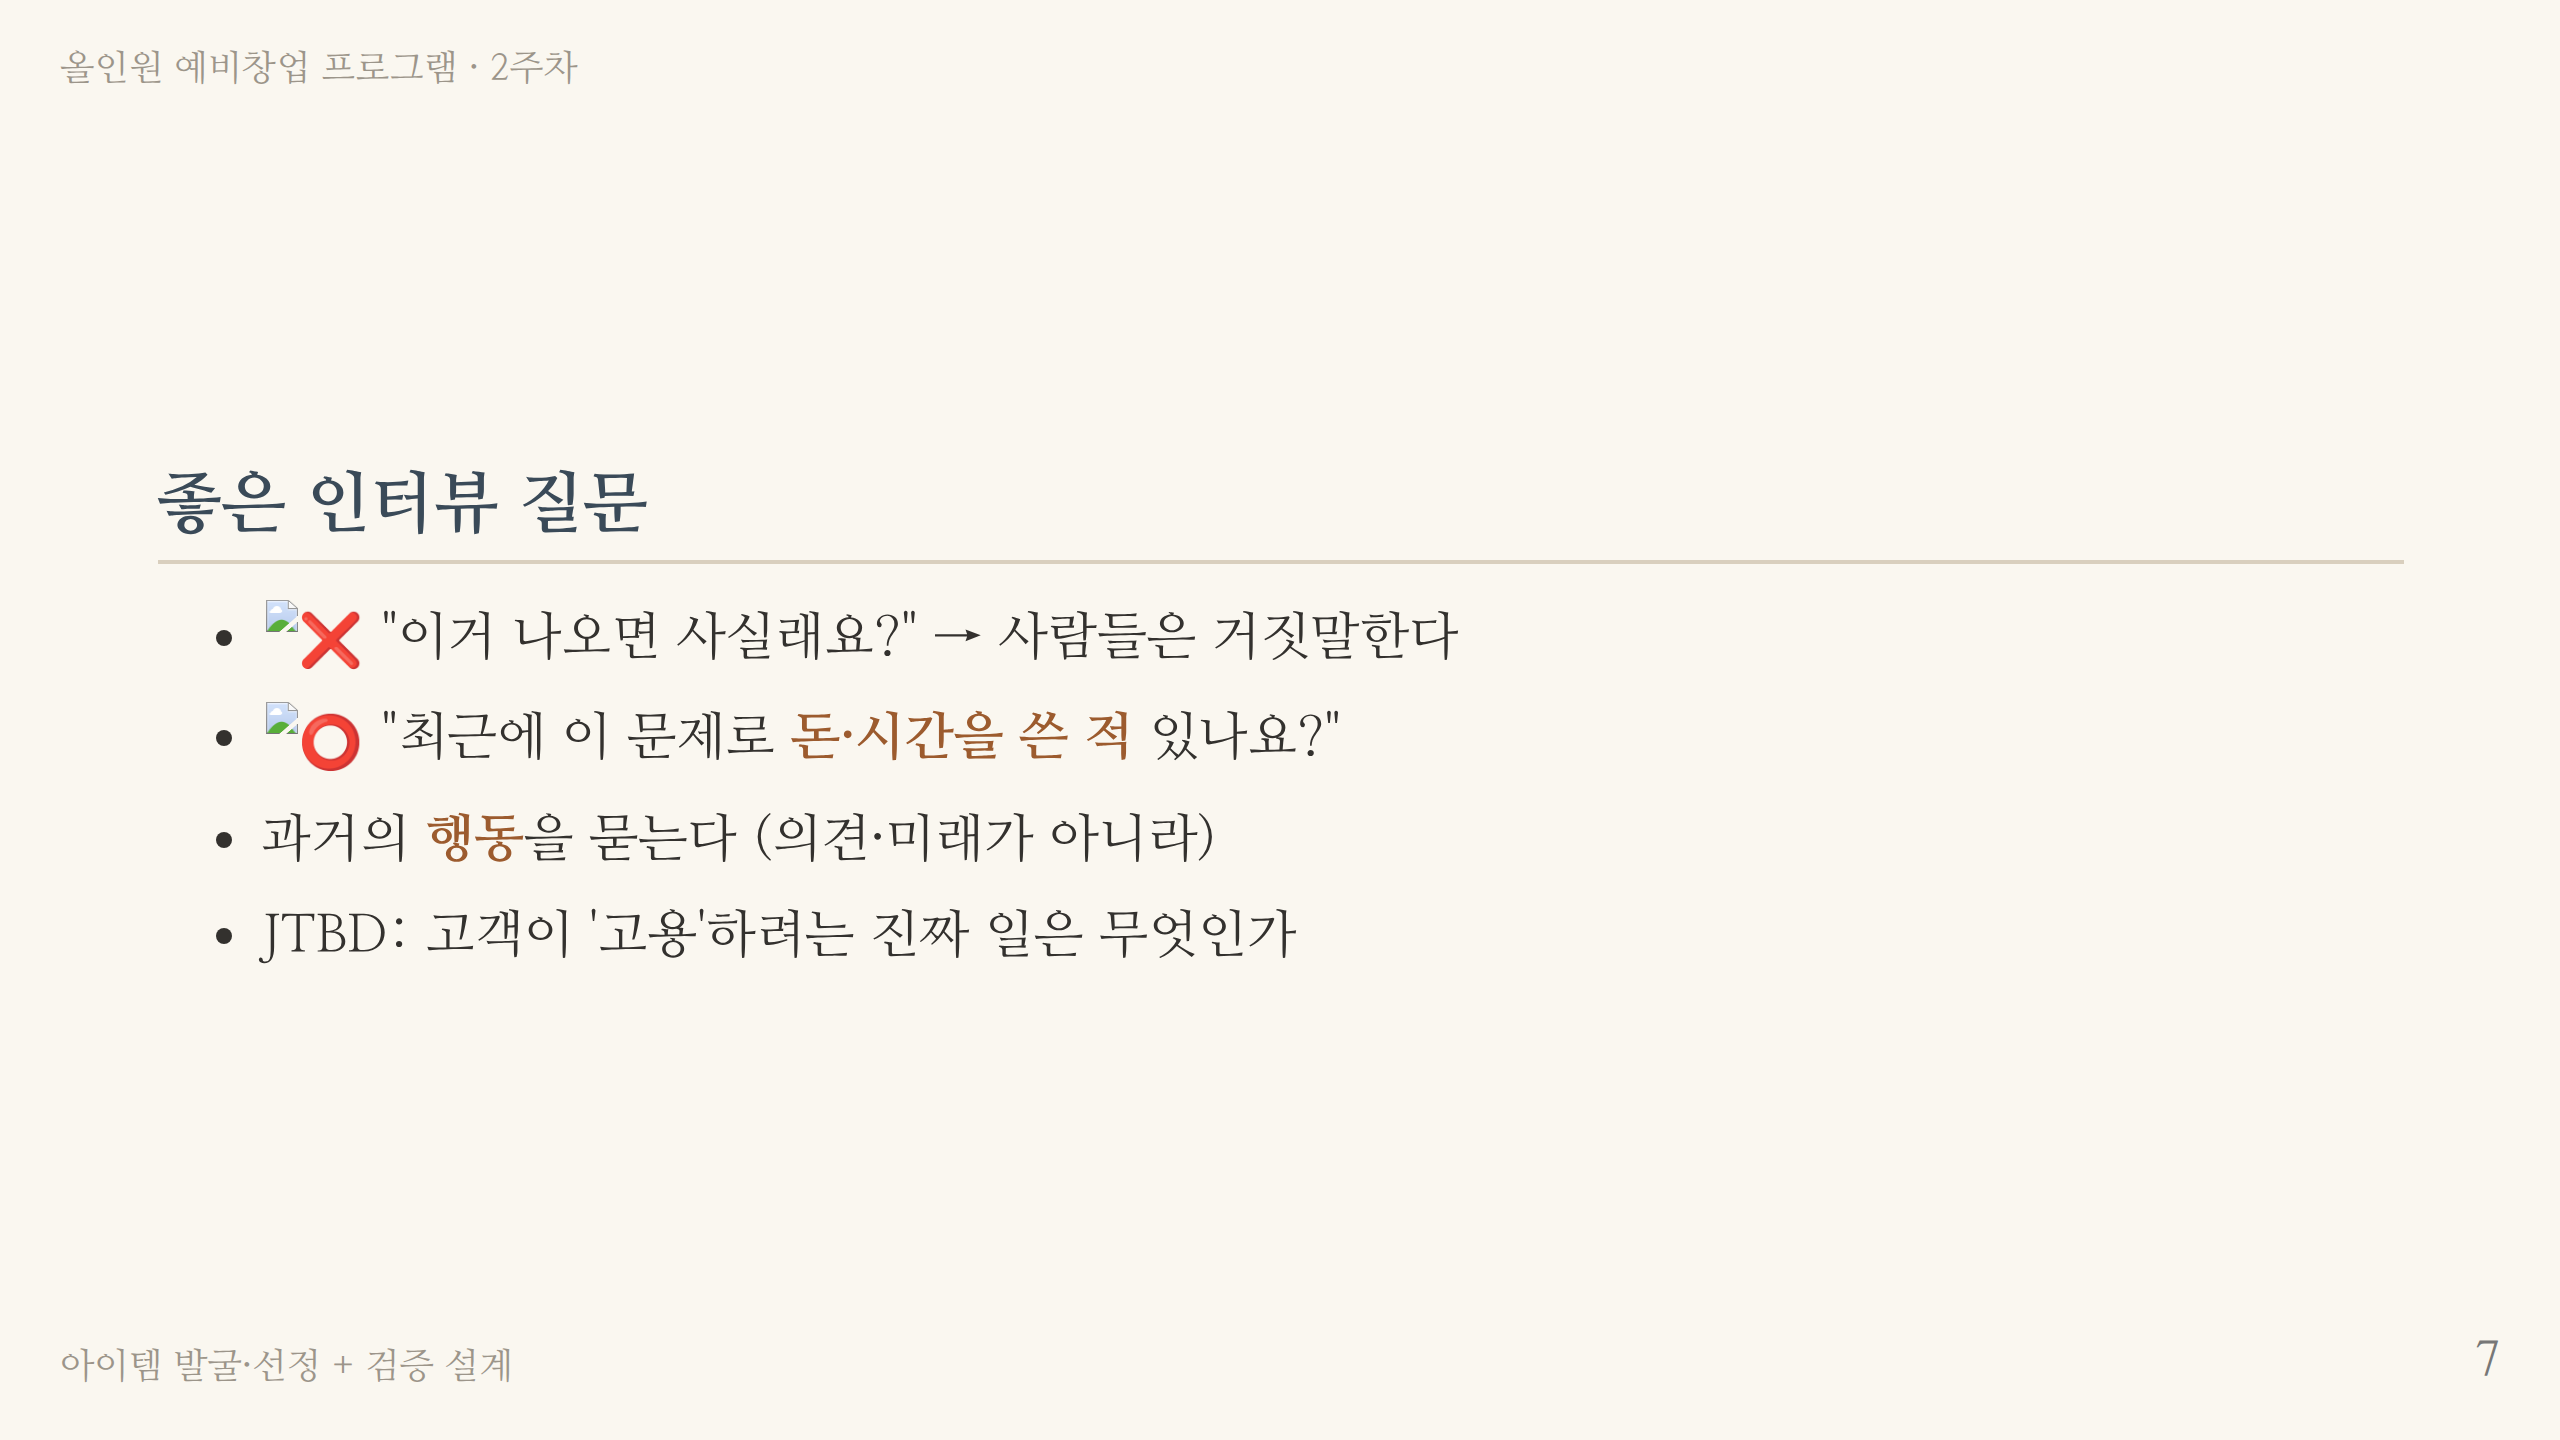 올인원 예비창업 프로그램 · 2주차
좋은 인터뷰 질문
• ❌ "이거 나오면 사실래요?" → 사람들은 거짓말한다
• ⭕ "최근에 이 문제로 돈·시간을 쓴 적 있나요?"
• 과거의 행동을 묻는다 (의견·미래가 아니라)
• JTBD: 고객이 '고용'하려는 진짜 일은 무엇인가
아이템 발굴·선정 + 검증 설계
7